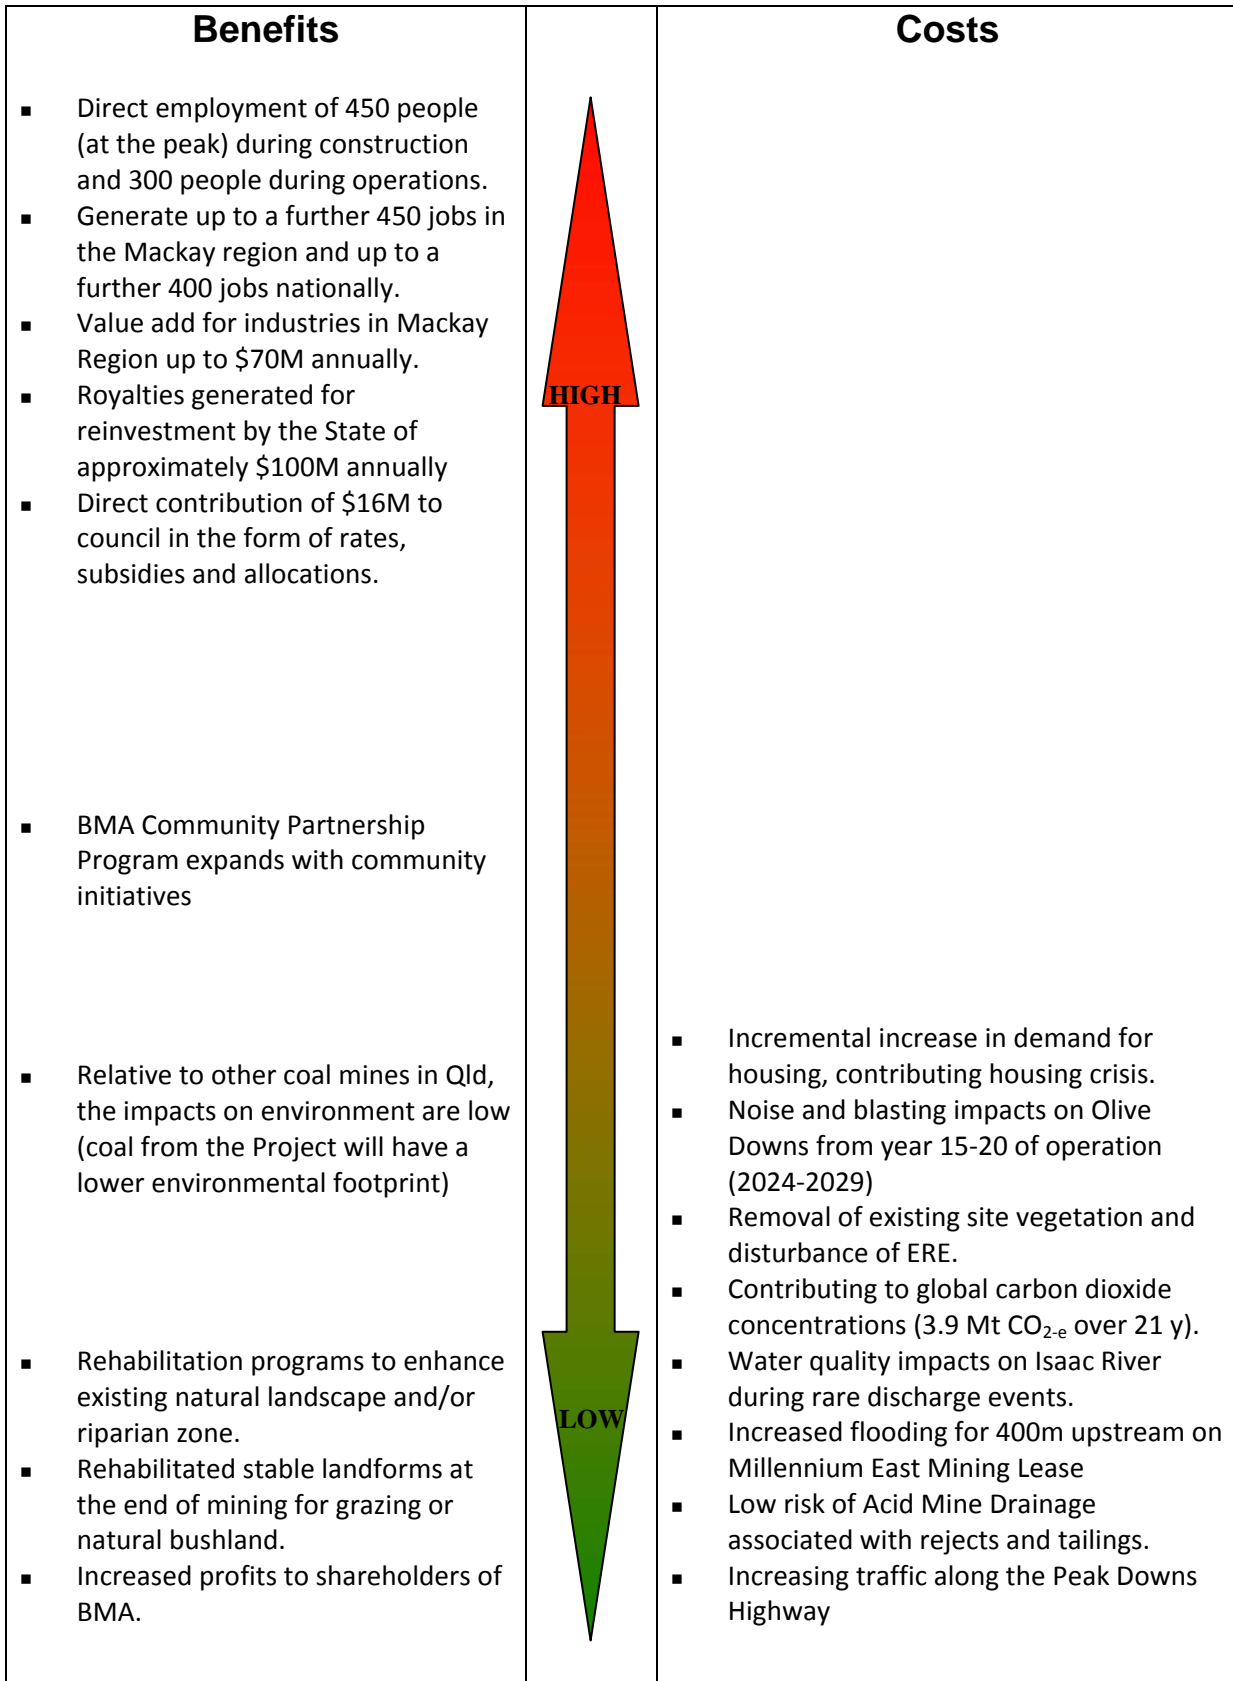 Benefits
Costs
▪ Direct employment of 450 people
(at the peak) during construction
and 300 people during operations.
▪ Generate up to a further 450 jobs in
the Mackay region and up to a
further 400 jobs nationally.
▪ Value add for industries in Mackay
Region up to $70M annually.
▪ Royalties generated for
reinvestment by the State of
approximately $100M annually
▪ Direct contribution of $16M to
council in the form of rates,
subsidies and allocations.
▪ BMA Community Partnership
Program expands with community
initiatives
▪ Relative to other coal mines in Qld,
the impacts on environment are low
(coal from the Project will have a
lower environmental footprint)
▪ Rehabilitation programs to enhance
existing natural landscape and/or
riparian zone.
▪ Rehabilitated stable landforms at
the end of mining for grazing or
natural bushland.
▪ Increased profits to shareholders of
BMA.
HIGH
LOW
▪ Incremental increase in demand for
housing, contributing housing crisis.
▪ Noise and blasting impacts on Olive
Downs from year 15-20 of operation
(2024-2029)
▪ Removal of existing site vegetation and
disturbance of ERE.
▪ Contributing to global carbon dioxide
concentrations (3.9 Mt CO2-e over 21 y).
▪ Water quality impacts on Isaac River
during rare discharge events.
▪ Increased flooding for 400m upstream on
Millennium East Mining Lease
▪ Low risk of Acid Mine Drainage
associated with rejects and tailings.
▪ Increasing traffic along the Peak Downs
Highway